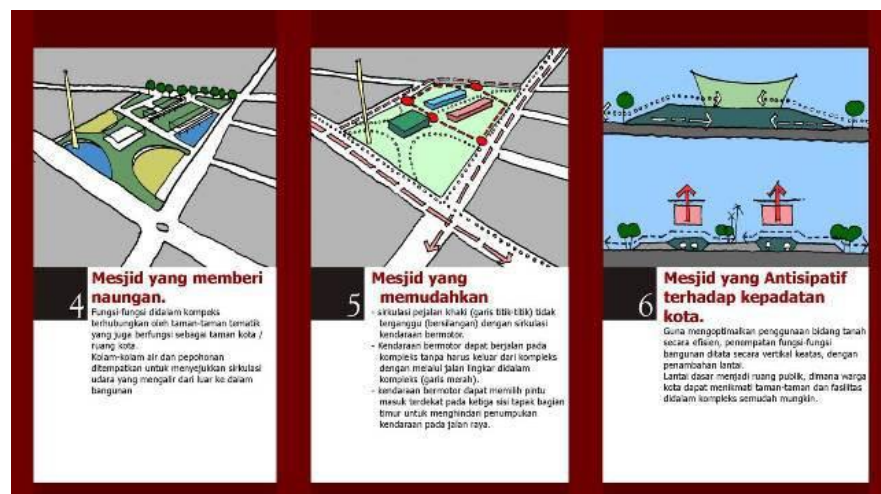 4
Mesjid yang memberi
naungan.
Fungsi-fungsi didalam kompeks
terhubungkan oleh taman-taman tematik
yang juga berfungsi sebagai taman kota /
ruang kota.
Kolam-kolam air dan pepohonan
ditempatkan untuk menyejukkan sirkulasi
udara yang mengalir dari luar ke dalam
bangunan
5
Mesjid yang
memudahkan
- sirkulasi pejalan khaki (garis titik-titik) tidak
terganggu (bersilangan) dengan sirkulasi
kendaraan bermotor.
- Kendaraan bermotor dapat berjalan pada
kompleks tanpa harus keluar dari kompleks
dengan melalui jalan lingkar didalam
kompleks (garis merah).
- kendaraan bermotor dapat memilih pintu
masuk terdekat pada ketiga sisi tapak bagian
timur untuk menghindari penumpukan
kendaraan pada jalan raya.
6
Mesjid yang Antisipatif
terhadap kepadatan
kota.
Guna mengoptimalkan penggunaan bidang tanah
secara efisien, penempatan fungsi-fungsi
bangunan ditata secara vertikal keatas, dengan
penambahan lantai.
Lantai dasar menjadi ruang publik, dimana warga
kota dapat menikmati taman-taman dan fasilitas
didalam kompleks semudah mungkin.